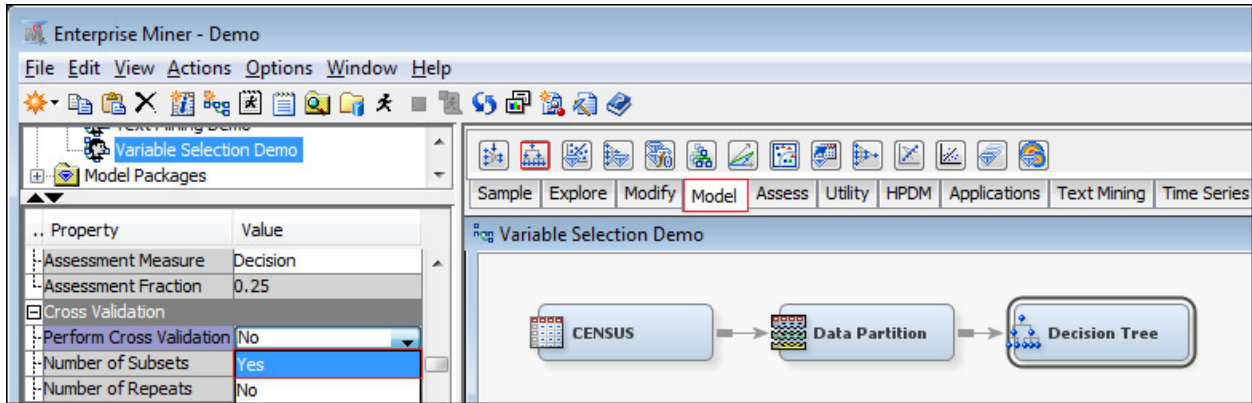 Enterprise Miner - Demo
File Edit View Actions Options Window Help
Text Mining Demo
Variable Selection Demo
Model Packages
Sample Explore Modify Model Assess Utility HPDM Applications Text Mining Time Series
.. Property Value
Variable Selection Demo
Assessment Measure Decision
Assessment Fraction 0.25
Cross Validation
Perform Cross Validation No
Number of Subsets Yes
Number of Repeats No
CENSUS Data Partition Decision Tree